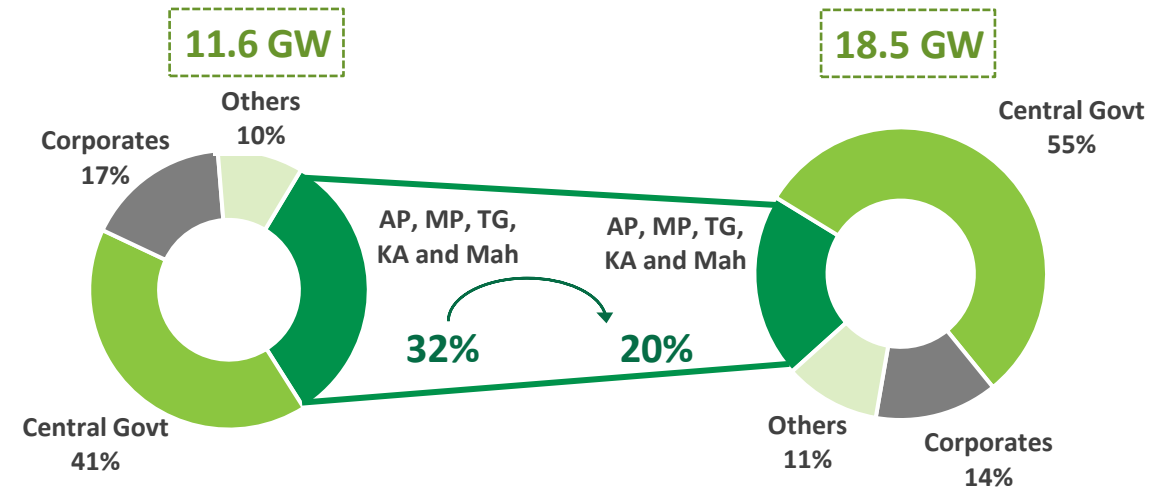 11.6 GW
Others
10%
Corporates
17%
AP, MP, TG,
KA and Mah
32%
Central Govt
41%
18.5 GW
Central Govt
55%
AP, MP, TG,
KA and Mah
20%
Others
11%
Corporates
14%